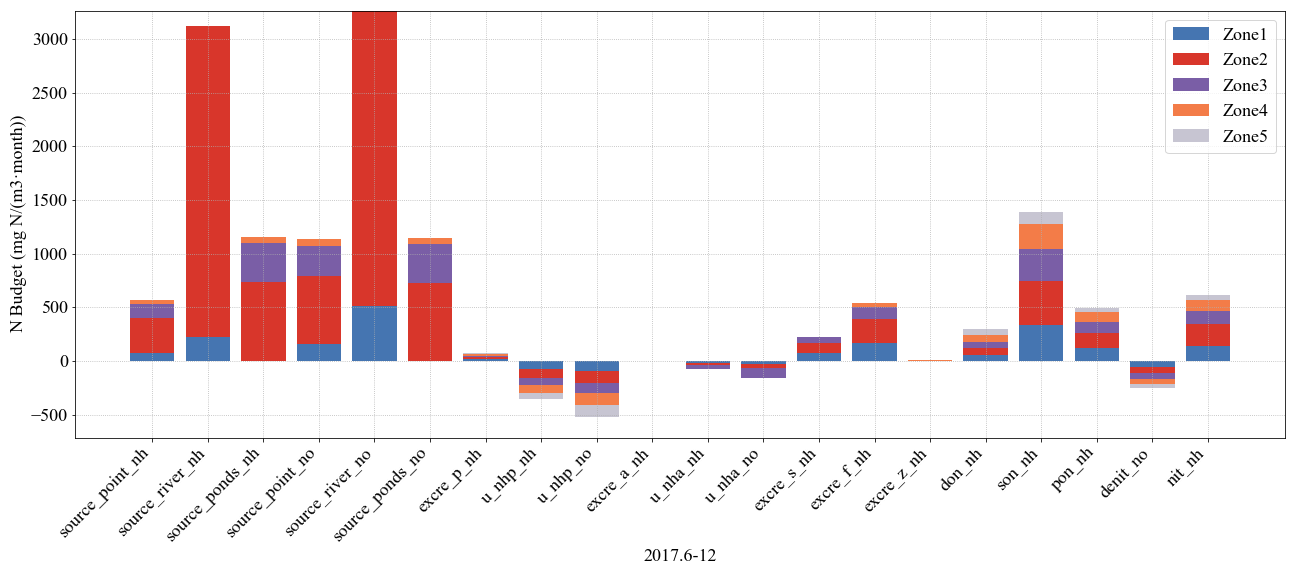 N Budget (mg N/(m3·month))
3000
2500
2000
1500
1000
500
0
−500
Zone1
Zone2
Zone3
Zone4
Zone5
source_point_nh
source_river_nh
source_ponds_nh
source_point_no
source_river_no
source_ponds_no
excre_p_nh
u_nhp_nh
u_nhp_no
excre_a_nh
u_nha_nh
u_nha_no
excre_s_nh
excre_f_nh
excre_z_nh
don_nh
son_nh
pon_nh
denit_no
nit_nh
2017.6-12